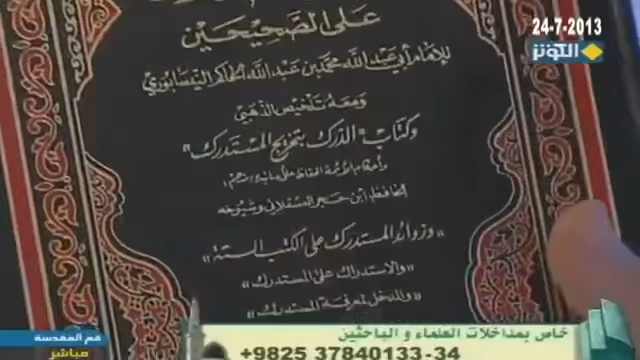 على الصحيحين
للإمام أبي عبد الله محمد بن عبد الله الحاكم النيسابوري
ومعه تلخيص الذهبي
وكتاب "الدرك بتخريج المستدرك"
للحافظ ابن حجر العسقلاني وشيوخه
"وزوائد المستدرك على الكتب الستة"
"والاستدراك على المستدرك"
"والمدخل لمعرفة المستدرك"
24-7-2013
الكوثر
خاص بمداخلات العلماء و الباحثين
+9825 37840133-34
قم المقدسة
مباشر